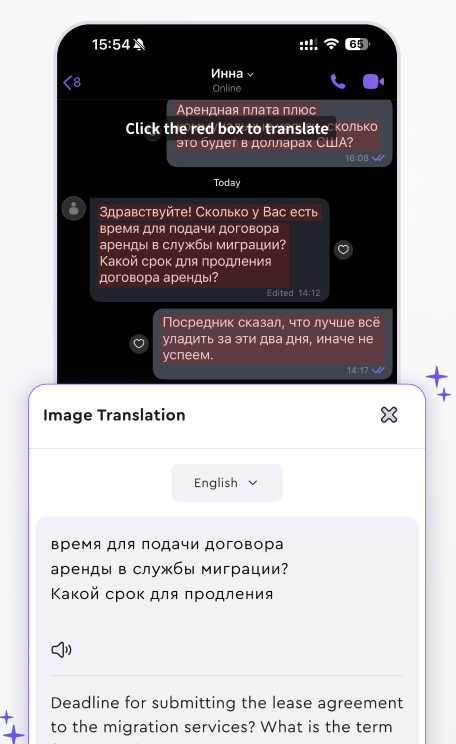 15:54
65
8
Инна
Online
Арендная плата плюс
Click the red box to translate
сколько
это будет в долларах США?
16:08
Today
Здравствуйте! Сколько у Вас есть
время для подачи договора
аренды в службы миграции?
Какой срок для продления
договора аренды?
Edited 14:12
Посредник сказал, что лучше всё
уладить за эти два дня, иначе не
успеем.
14:17
Image Translation
English
время для подачи договора
аренды в службы миграции?
Какой срок для продления
Deadline for submitting the lease agreement
to the migration services? What is the term